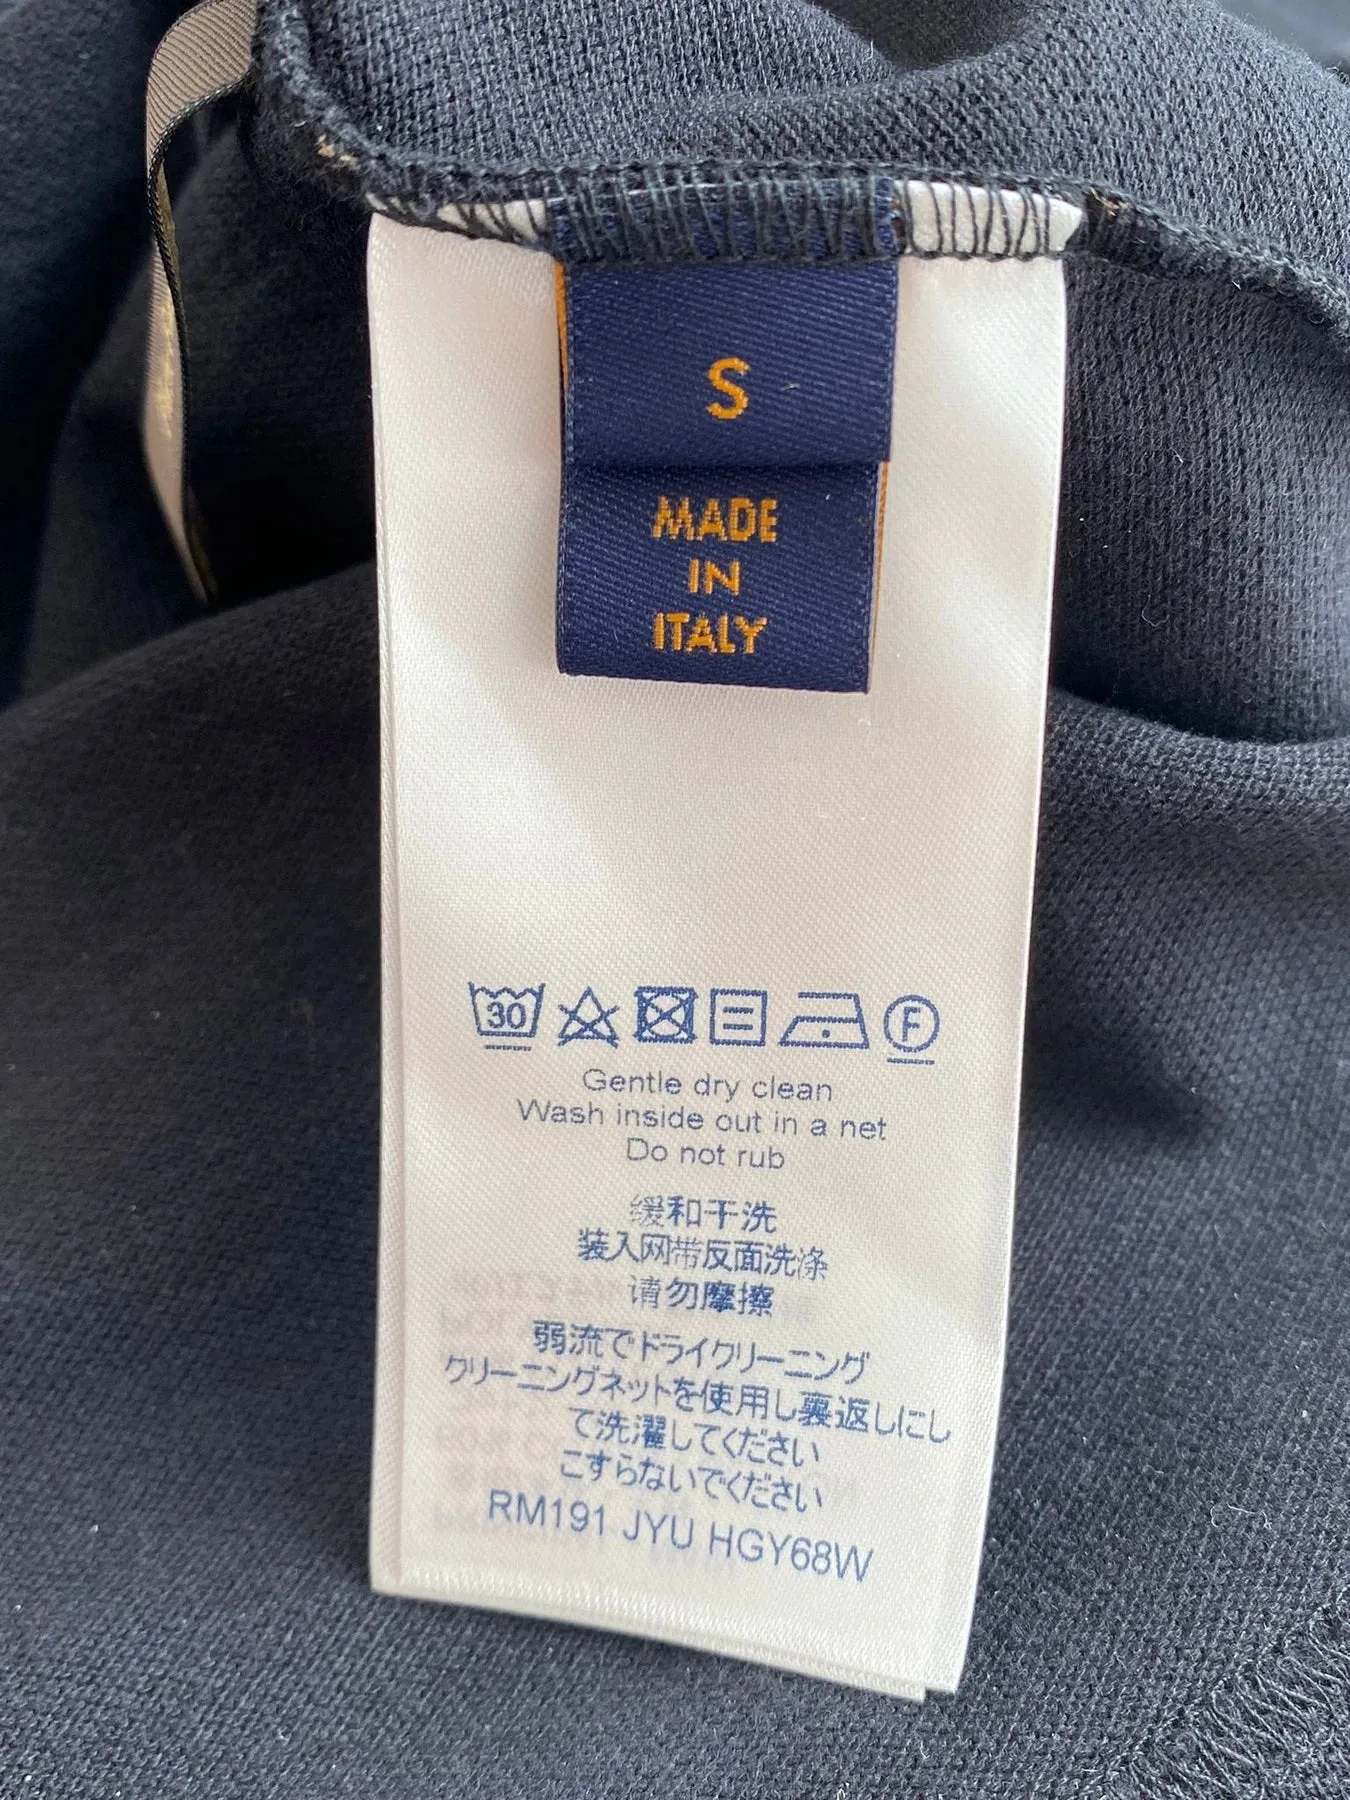 S
MADE
IN
ITALY
30 F
Gentle dry clean
Wash inside out in a net
Do not rub
缓和干洗
装入网带反面洗涤
请勿摩擦
弱流でドライクリーニング
クリーニングネットを使用し裏返しにし
て洗濯してください
こすらないでください
RM191 JYU HGY68W